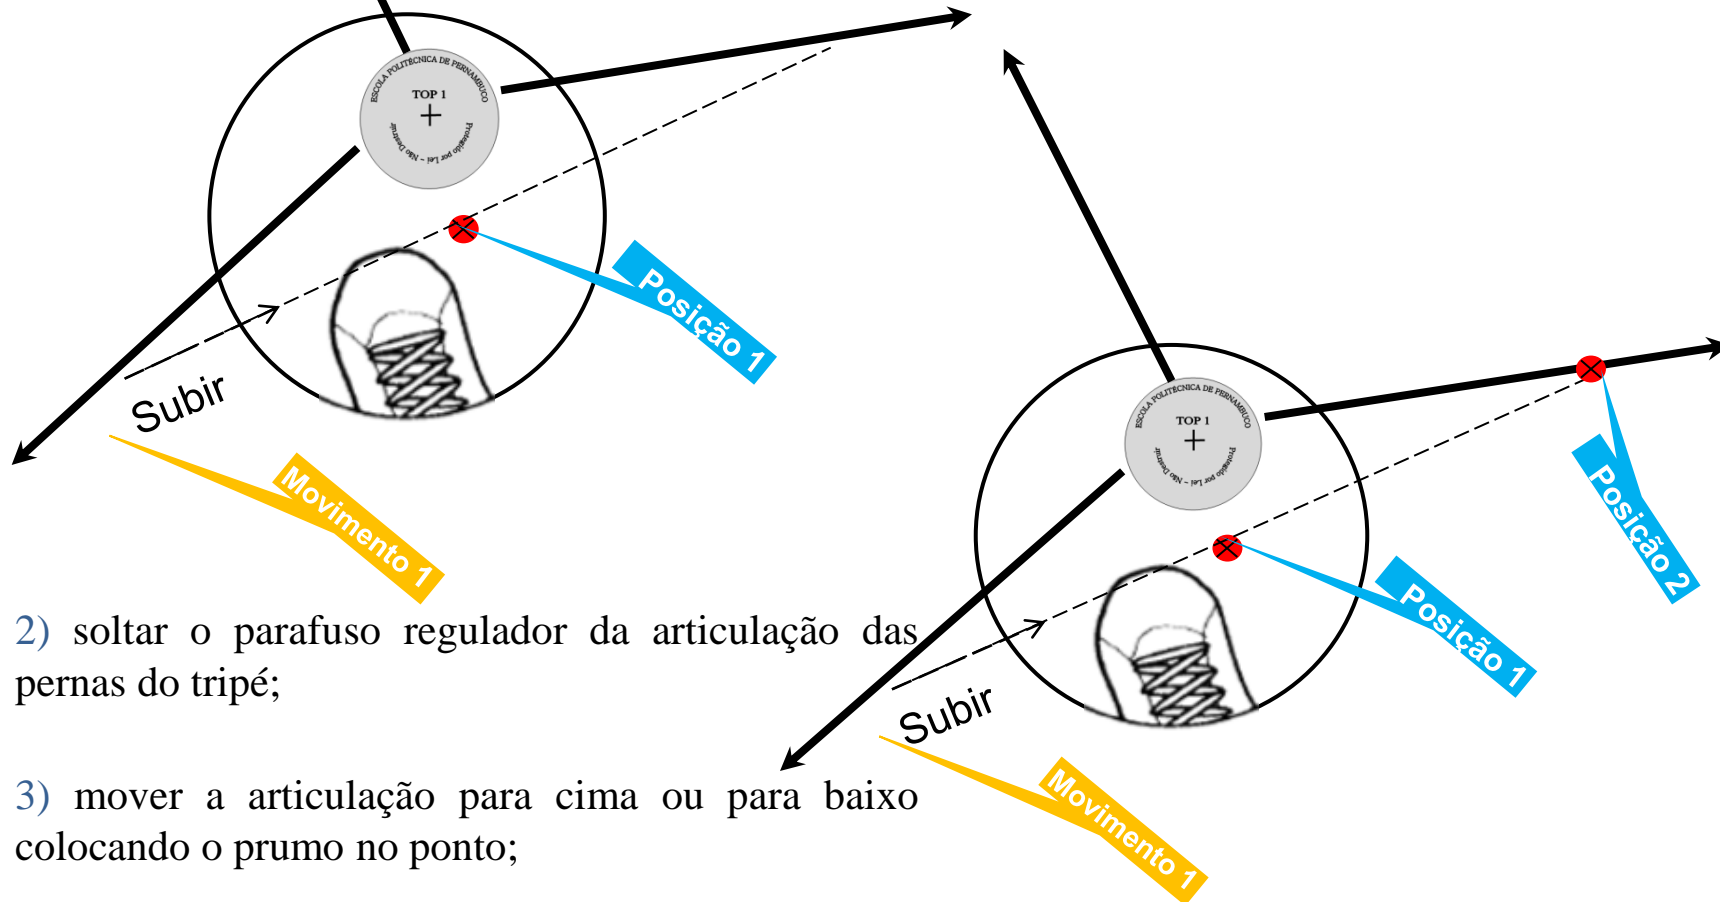 ESCOLA POLITÉCNICA DE PERNAMBUCO
TOP 1
Protegido por Lei - Não Destruir
Posição 1
Subir
Movimento 1
ESCOLA POLITÉCNICA DE PERNAMBUCO
TOP 1
Protegido por Lei - Não Destruir
Posição 2
Posição 1
Subir
Movimento 1
2) soltar o parafuso regulador da articulação das
pernas do tripé;
3) mover a articulação para cima ou para baixo
colocando o prumo no ponto;